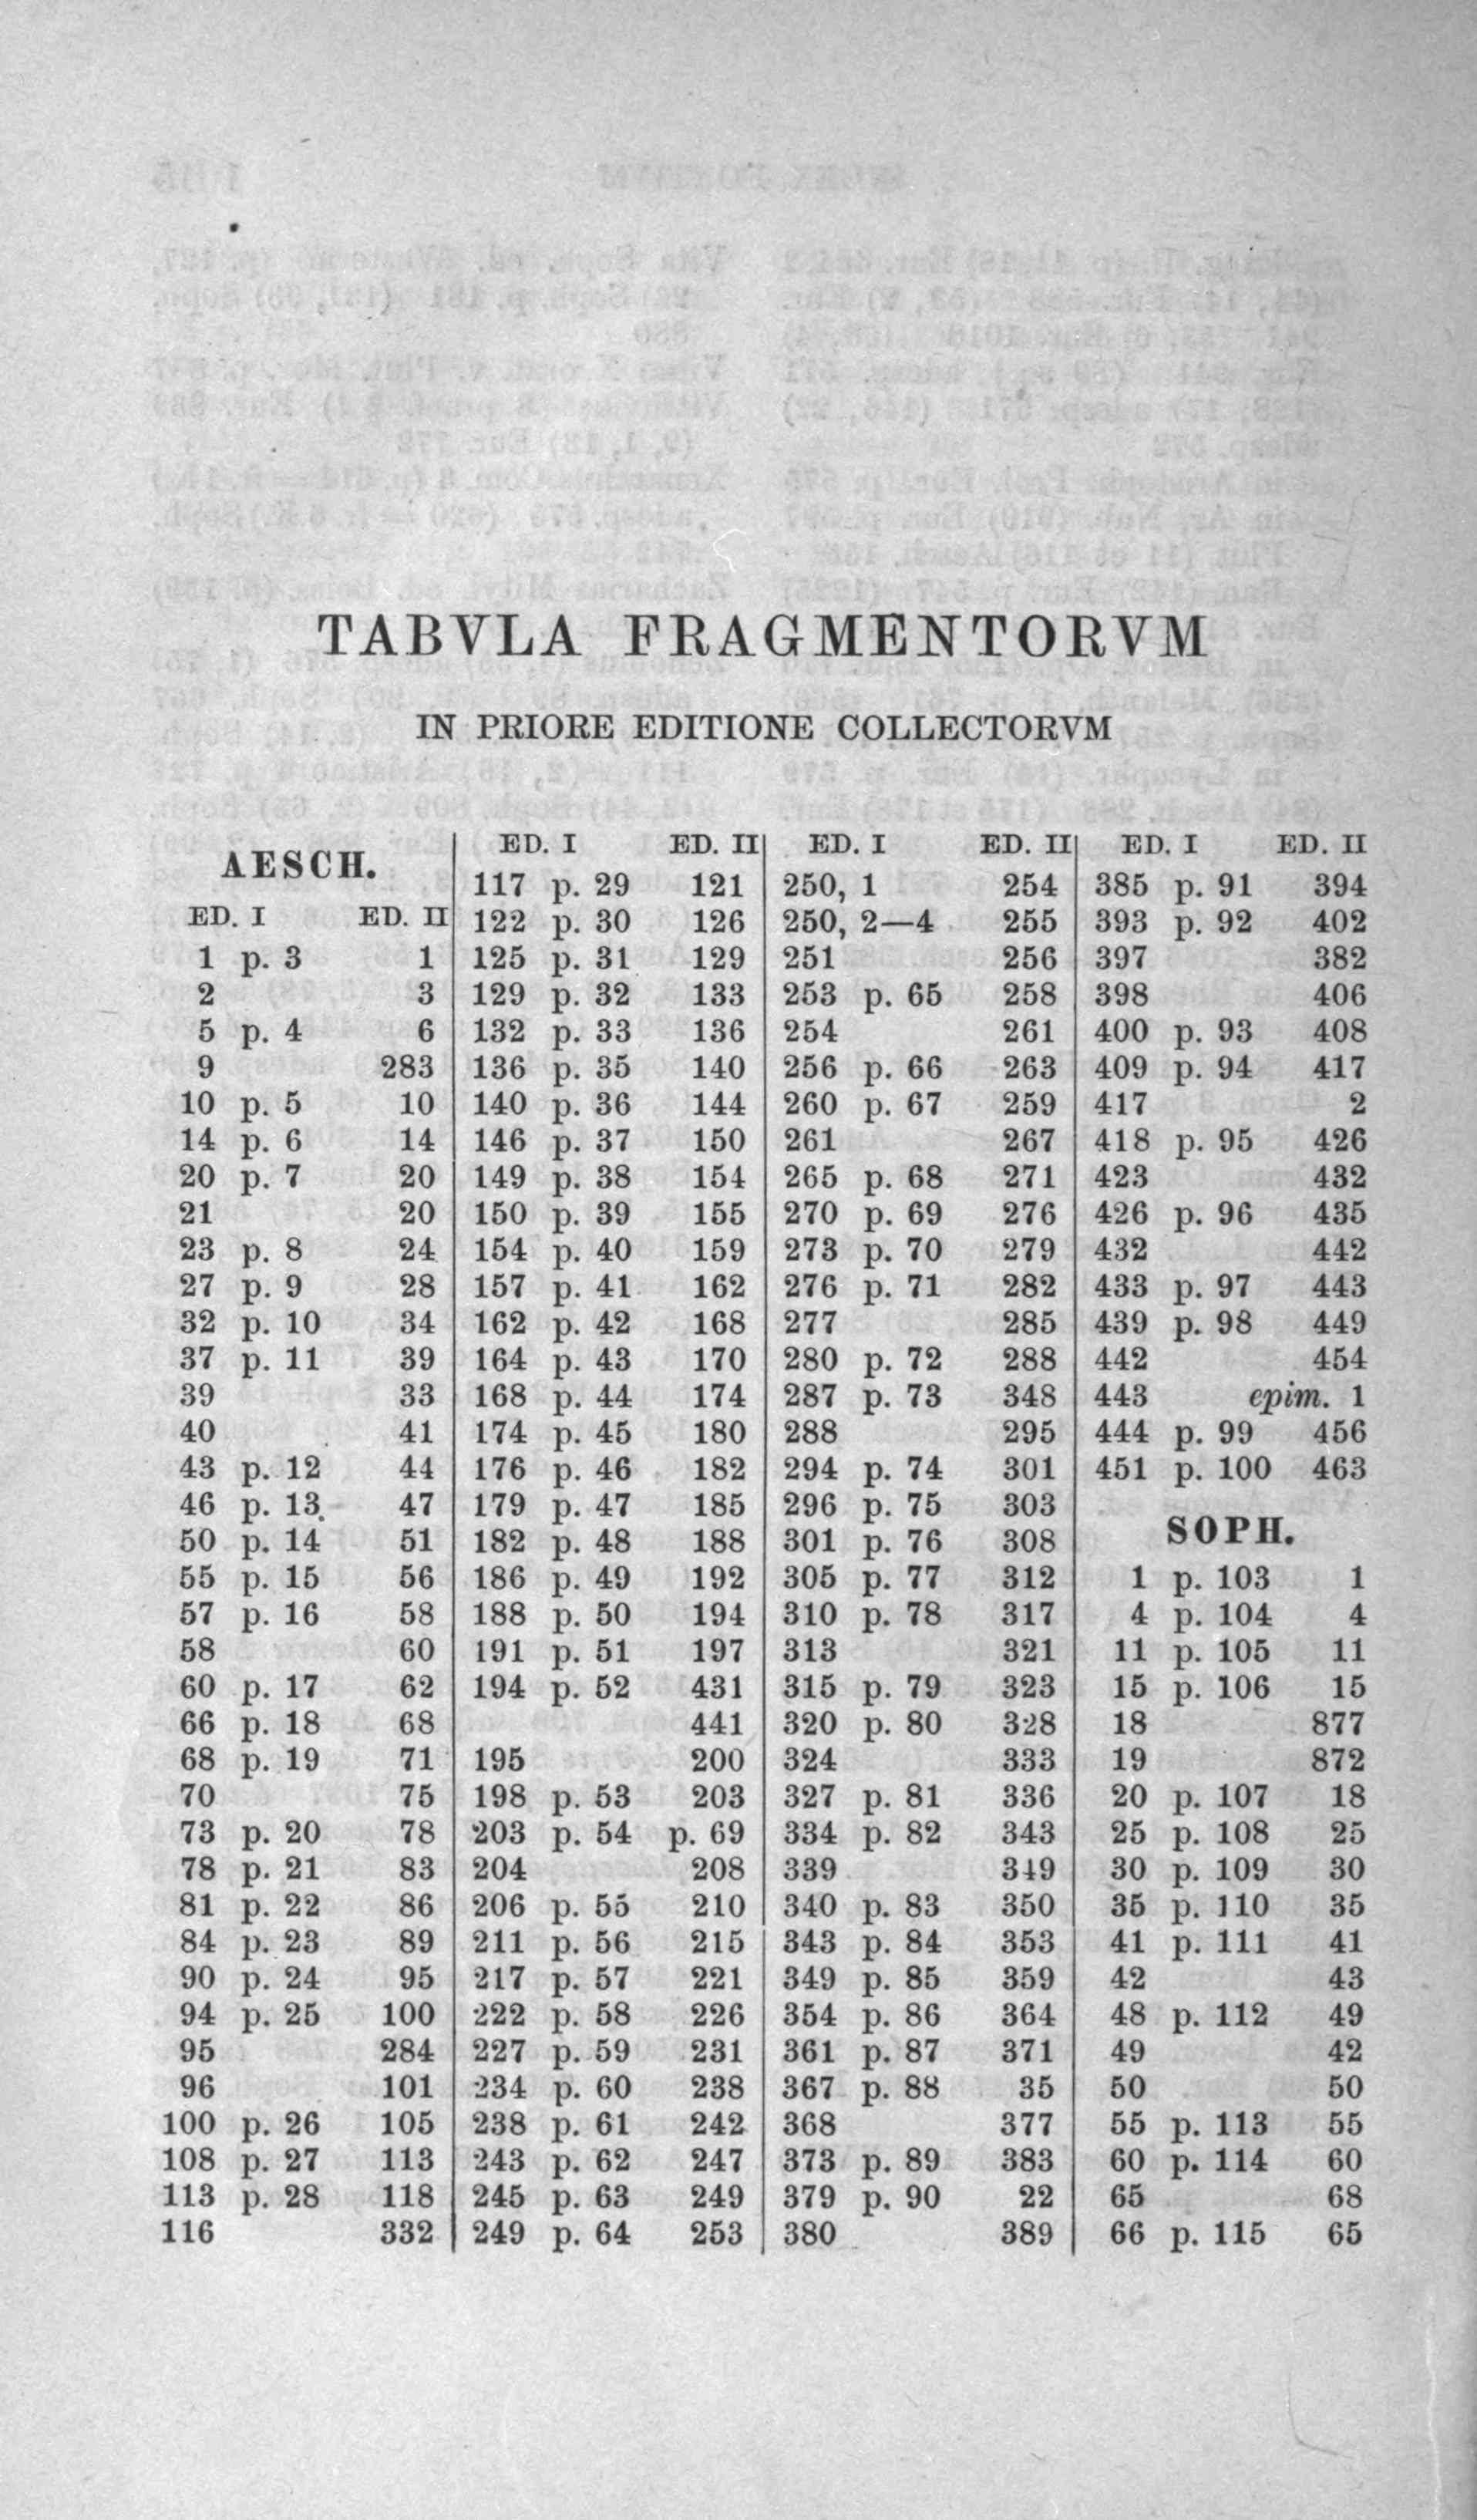 TABVLA FRAGMENTORVM
IN PRIORE EDITIONE COLLECTORVM
AESCH.
ED. I ED. II
1 p. 3 1
2 3
5 p. 4 6
9 283
10 p. 5 10
14 p. 6 14
20 p. 7 20
21 20
23 p. 8 24
27 p. 9 28
32 p. 10 34
37 p. 11 39
39 33
40 41
43 p. 12 44
46 p. 13 47
50 p. 14 51
55 p. 15 56
57 p. 16 58
58 60
60 p. 17 62
66 p. 18 68
68 p. 19 71
70 75
73 p. 20 78
78 p. 21 83
81 p. 22 86
84 p. 23 89
90 p. 24 95
94 p. 25 100
95 284
96 101
100 p. 26 105
108 p. 27 113
113 p. 28 118
116 332
ED. I ED. II
117 p. 29 121
122 p. 30 126
125 p. 31 129
129 p. 32 133
132 p. 33 136
136 p. 35 140
140 p. 36 144
146 p. 37 150
149 p. 38 154
150 p. 39 155
154 p. 40 159
157 p. 41 162
162 p. 42 168
164 p. 43 170
168 p. 44 174
174 p. 45 180
176 p. 46 182
179 p. 47 185
182 p. 48 188
186 p. 49 192
188 p. 50 194
191 p. 51 197
194 p. 52 431
441
195 200
198 p. 53 203
203 p. 54 p. 69
204 208
206 p. 55 210
211 p. 56 215
217 p. 57 221
222 p. 58 226
227 p. 59 231
234 p. 60 238
238 p. 61 242
243 p. 62 247
245 p. 63 249
249 p. 64 253
ED. I ED. II
250, 1 254
250, 2—4 255
251 256
253 p. 65 258
254 261
256 p. 66 263
260 p. 67 259
261 267
265 p. 68 271
270 p. 69 276
273 p. 70 279
276 p. 71 282
277 285
280 p. 72 288
287 p. 73 348
288 295
294 p. 74 301
296 p. 75 303
301 p. 76 308
305 p. 77 312
310 p. 78 317
313 321
315 p. 79 323
320 p. 80 328
324 333
327 p. 81 336
334 p. 82 343
339 349
340 p. 83 350
343 p. 84 353
349 p. 85 359
354 p. 86 364
361 p. 87 371
367 p. 88 35
368 377
373 p. 89 383
379 p. 90 22
380 389
ED. I ED. II
385 p. 91 394
393 p. 92 402
397 382
398 406
400 p. 93 408
409 p. 94 417
417 2
418 p. 95 426
423 432
426 p. 96 435
432 442
433 p. 97 443
439 p. 98 449
442 454
443 epim. 1
444 p. 99 456
451 p. 100 463
SOPH.
1 p. 103 1
4 p. 104 4
11 p. 105 11
15 p. 106 15
18 877
19 872
20 p. 107 18
25 p. 108 25
30 p. 109 30
35 p. 110 35
41 p. 111 41
42 43
48 p. 112 49
49 42
50 50
55 p. 113 55
60 p. 114 60
65 68
66 p. 115 65